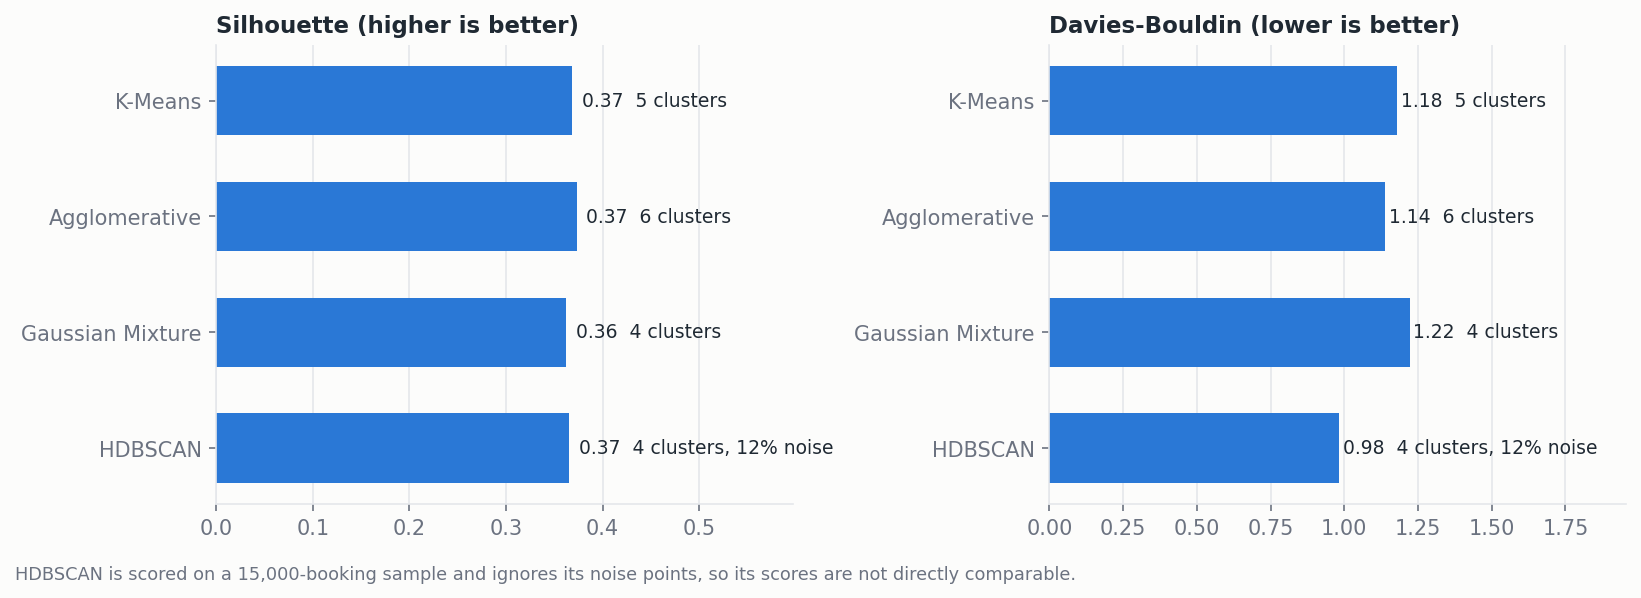 Silhouette (higher is better)
K-Means
0.37 5 clusters
Agglomerative
0.37 6 clusters
Gaussian Mixture
0.36 4 clusters
HDBSCAN
0.37 4 clusters, 12% noise
0.0 0.1 0.2 0.3 0.4 0.5
Davies-Bouldin (lower is better)
K-Means
1.18 5 clusters
Agglomerative
1.14 6 clusters
Gaussian Mixture
1.22 4 clusters
HDBSCAN
0.98 4 clusters, 12% noise
0.00 0.25 0.50 0.75 1.00 1.25 1.50 1.75
HDBSCAN is scored on a 15,000-booking sample and ignores its noise points, so its scores are not directly comparable.